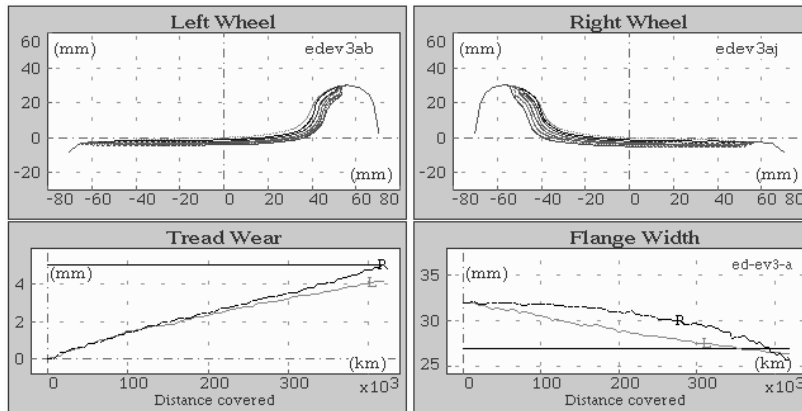 Left Wheel
60
(mm)
edev3ab
40
20
0
-20
(mm)
-80 -60 -40 -20 0 20 40 60 80
Right Wheel
60
(mm)
edev3aj
40
20
0
-20
(mm)
-80 -60 -40 -20 0 20 40 60 80
Tread Wear
(mm)
R
4
L
2
0
(km)
0 100 200 300 x10³
Distance covered
Flange Width
ed-ev3-a
35
(mm)
R
30
L
25
(km)
0 100 200 300 x10³
Distance covered